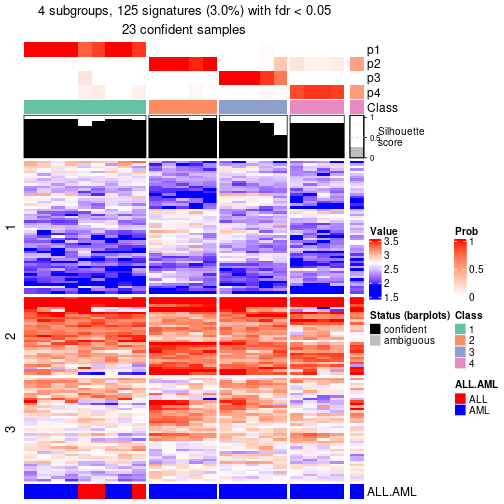 4 subgroups, 125 signatures (3.0%) with fdr < 0.05
23 confident samples
p1
p2
p3
p4
Class
1
0.5
0
Silhouette
score
1
2
3
Value
3.5
3
2.5
2
1.5
Prob
1
0.5
0
Status (barplots)
confident
ambiguous
Class
1
2
3
4
ALL.AML
ALL
AML
ALL.AML